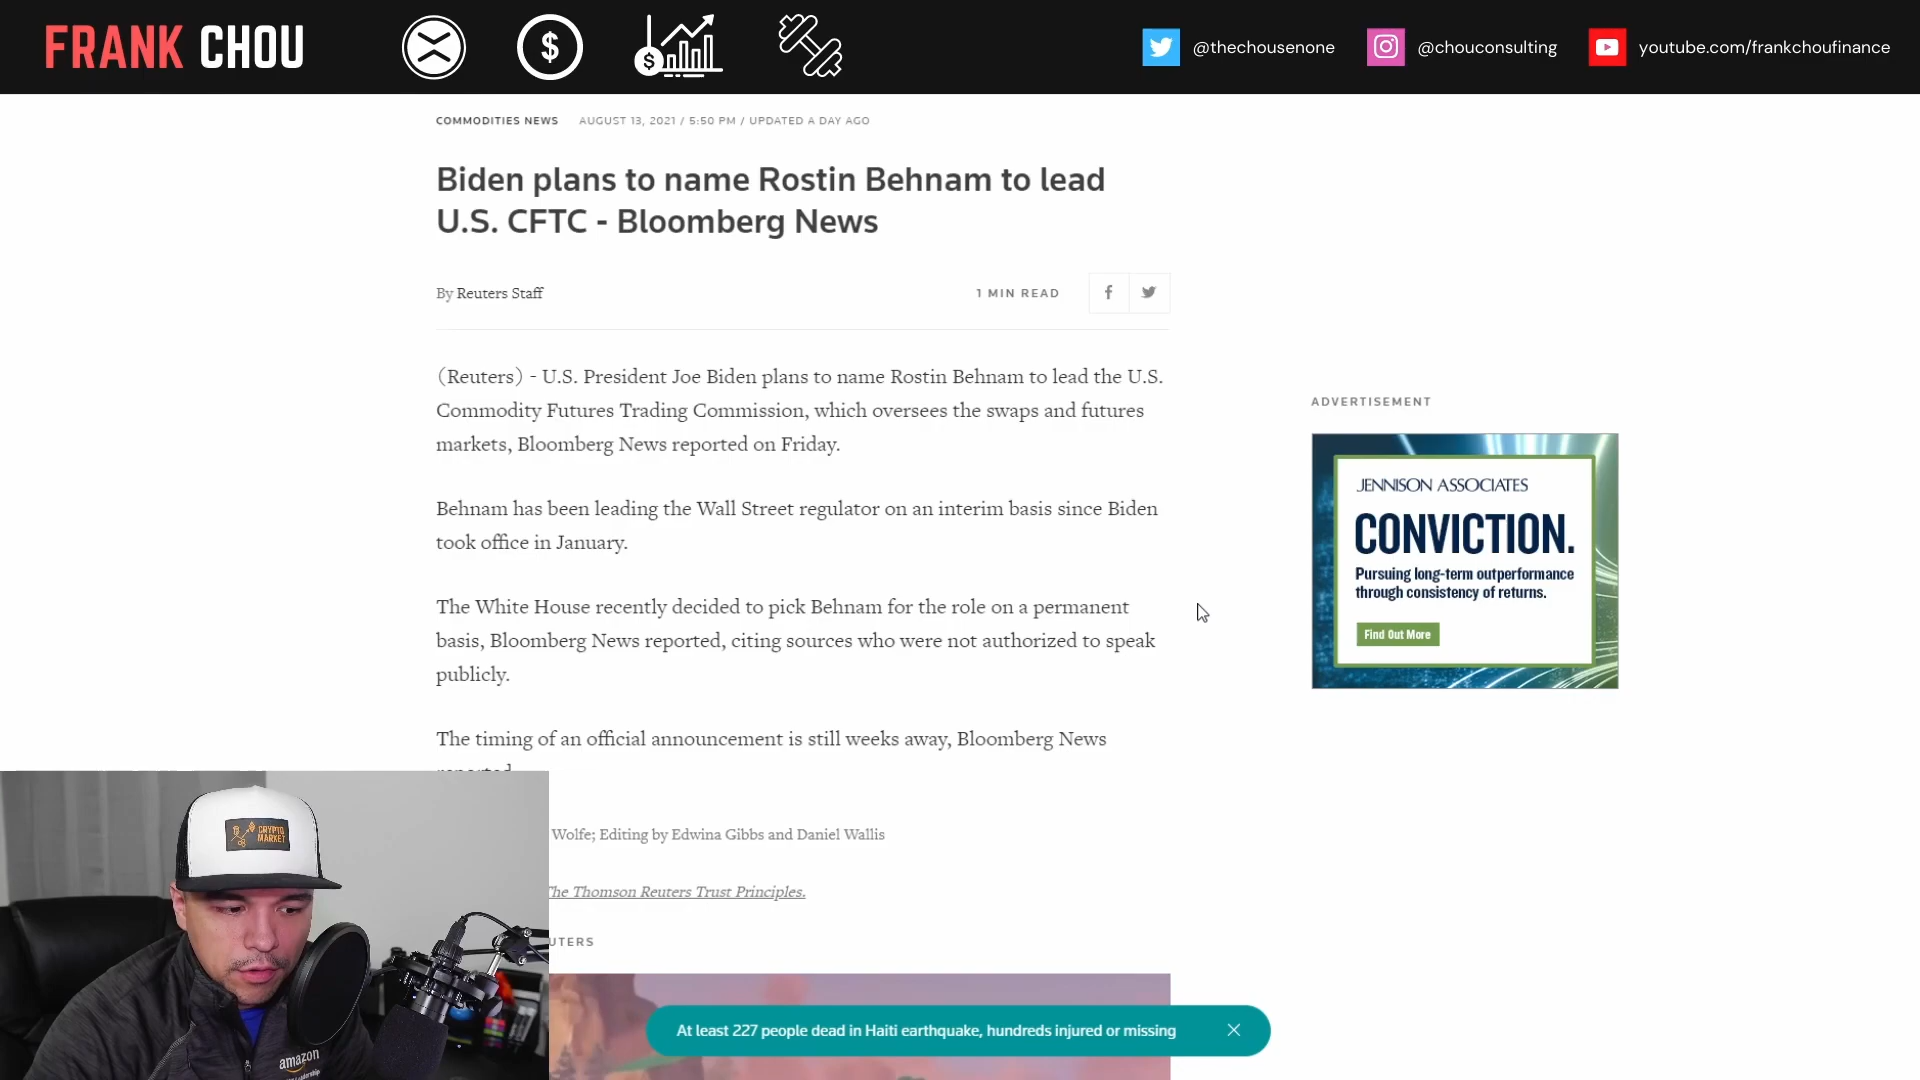 FRANK CHOU
@thechousenone
@chouconsulting
youtube.com/frankchoufinance
COMMODITIES NEWS AUGUST 13, 2021 / 5:50 PM / UPDATED A DAY AGO
Biden plans to name Rostin Behnam to lead
U.S. CFTC - Bloomberg News
By Reuters Staff
1 MIN READ
(Reuters) - U.S. President Joe Biden plans to name Rostin Behnam to lead the U.S.
Commodity Futures Trading Commission, which oversees the swaps and futures
markets, Bloomberg News reported on Friday.
Behnam has been leading the Wall Street regulator on an interim basis since Biden
took office in January.
The White House recently decided to pick Behnam for the role on a permanent
basis, Bloomberg News reported, citing sources who were not authorized to speak
publicly.
The timing of an official announcement is still weeks away, Bloomberg News
Wolfe; Editing by Edwina Gibbs and Daniel Wallis
The Thomson Reuters Trust Principles.
UTERS
ADVERTISEMENT
JENNISON ASSOCIATES
CONVICTION.
Pursuing long-term outperformance
through consistency of returns.
Find Out More
CRYPTO
MARKET
amazon
At least 227 people dead in Haiti earthquake, hundreds injured or missing